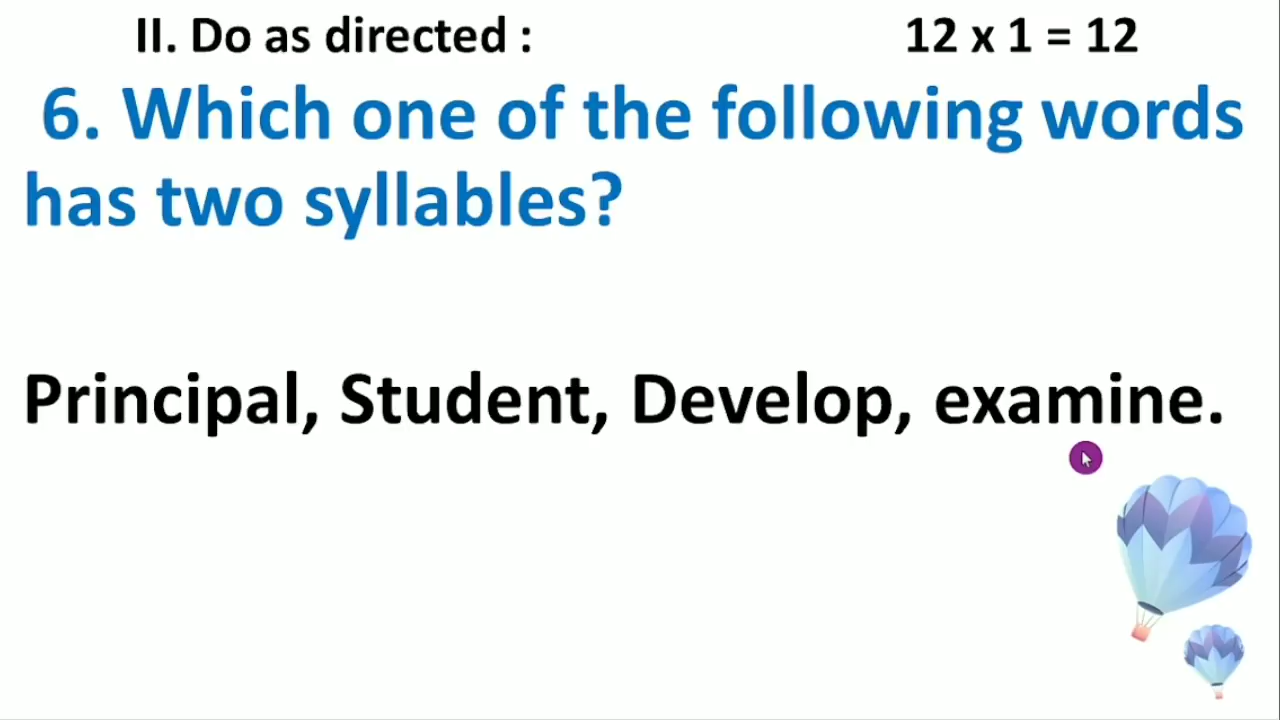 II. Do as directed : 12 x 1 = 12
6. Which one of the following words
has two syllables?
Principal, Student, Develop, examine.